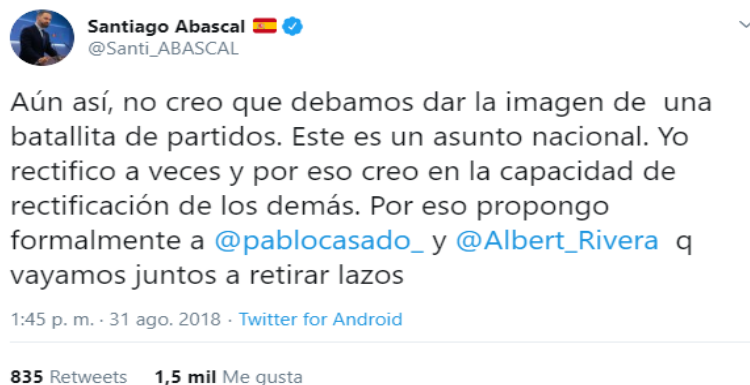 Santiago Abascal
@Santi_ABASCAL
Aún así, no creo que debamos dar la imagen de una
batallita de partidos. Este es un asunto nacional. Yo
rectifico a veces y por eso creo en la capacidad de
rectificación de los demás. Por eso propongo
formalmente a @pablocasado_ y @Albert_Rivera q
vayamos juntos a retirar lazos
1:45 p. m. · 31 ago. 2018 · Twitter for Android
835 Retweets 1,5 mil Me gusta